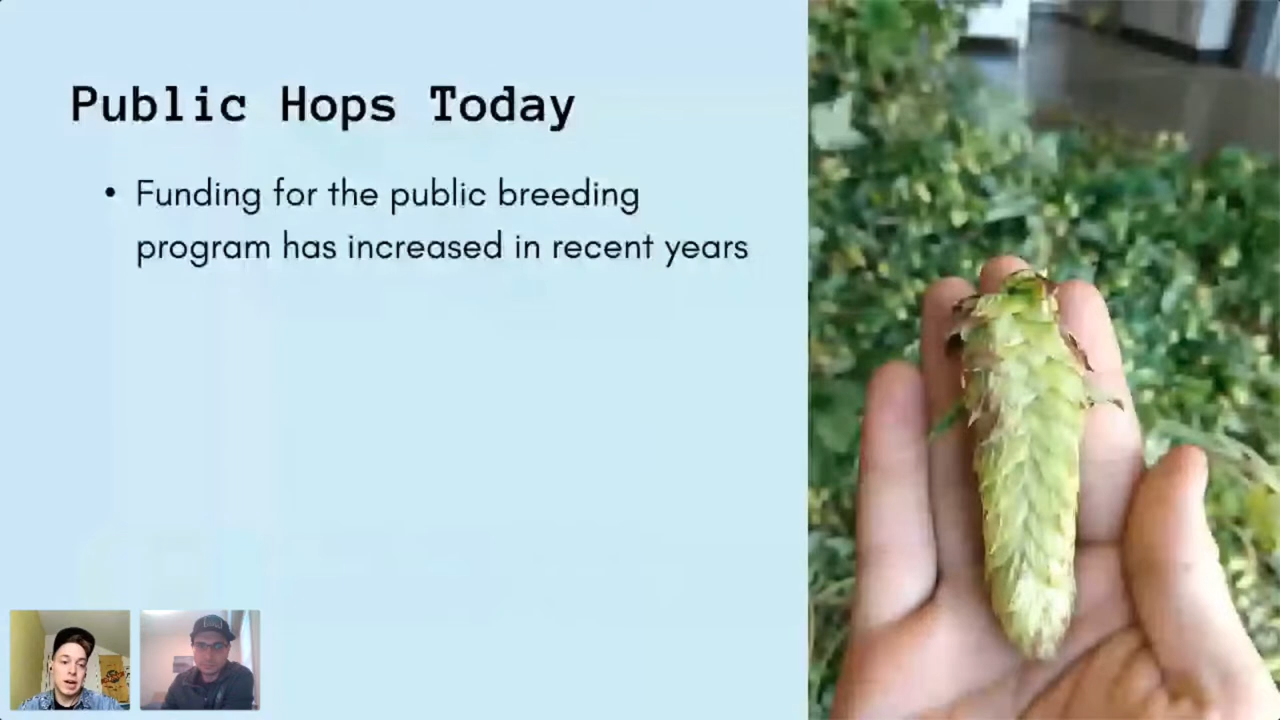 Public Hops Today
• Funding for the public breeding
program has increased in recent years